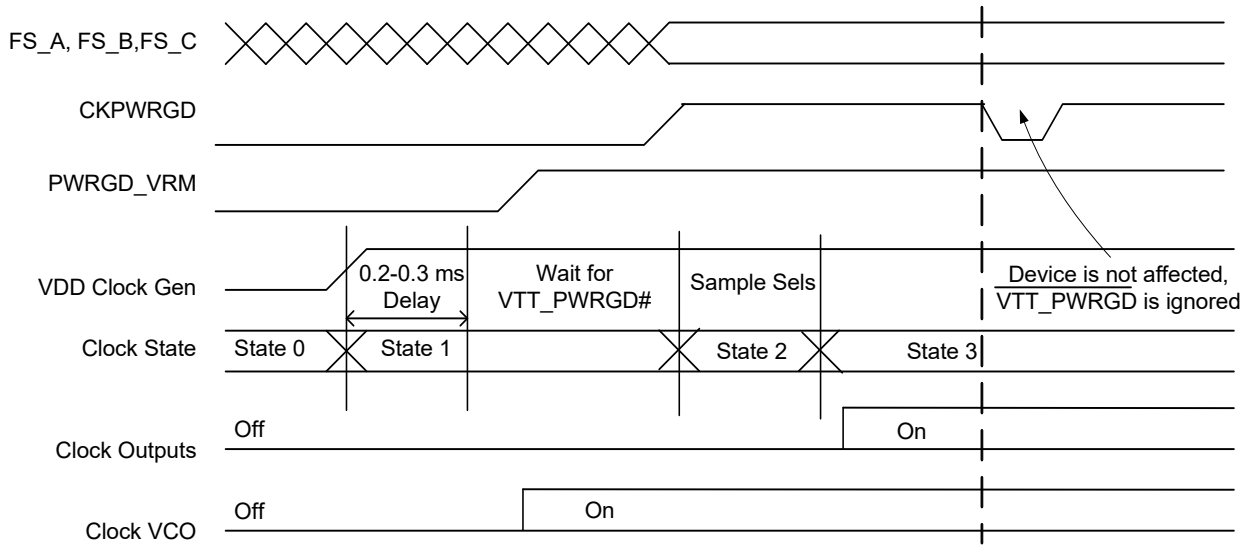 FS_A, FS_B,FS_C
CKPWRGD
PWRGD_VRM
VDD Clock Gen
0.2-0.3 ms
Delay
Wait for
VTT_PWRGD#
Sample Sels
Device is not affected,
VTT_PWRGD is ignored
Clock State
State 0
State 1
State 2
State 3
Clock Outputs
Off
On
Clock VCO
Off
On